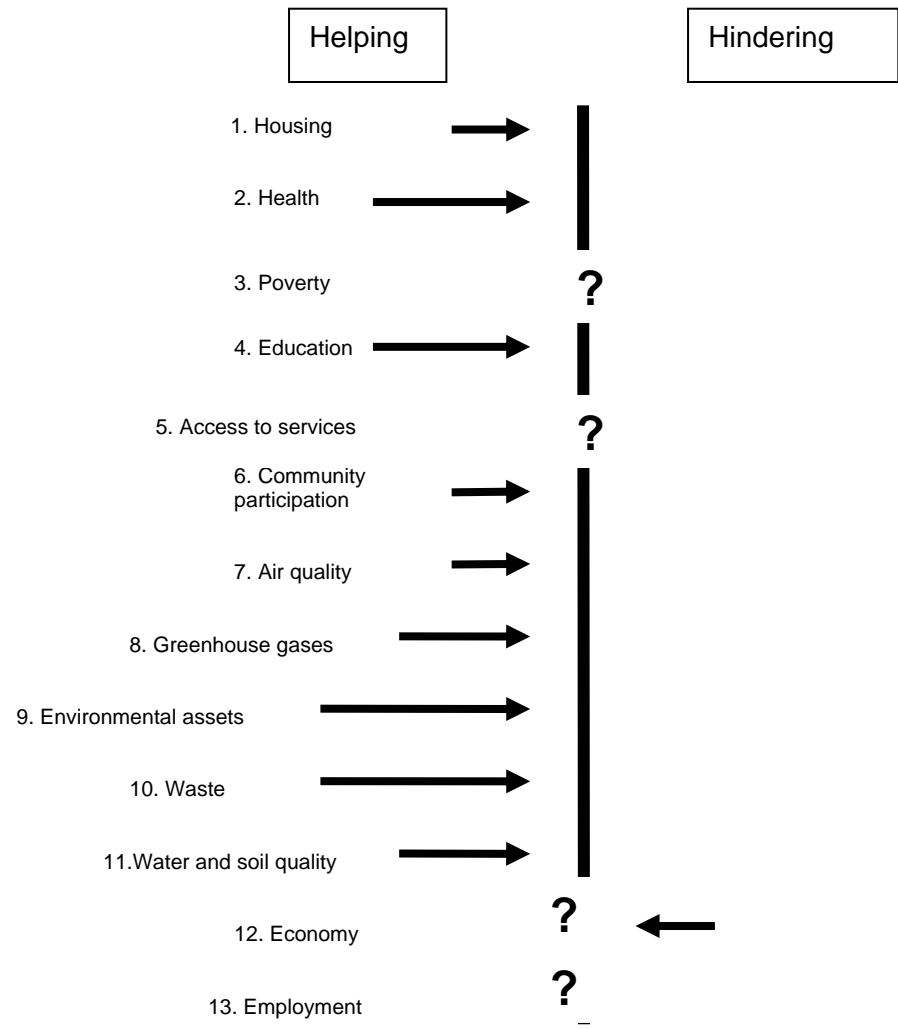 Helping
Hindering
1. Housing
2. Health
3. Poverty
?
4. Education
5. Access to services
?
6. Community
participation
7. Air quality
8. Greenhouse gases
9. Environmental assets
10. Waste
11.Water and soil quality
12. Economy
?
13. Employment
?